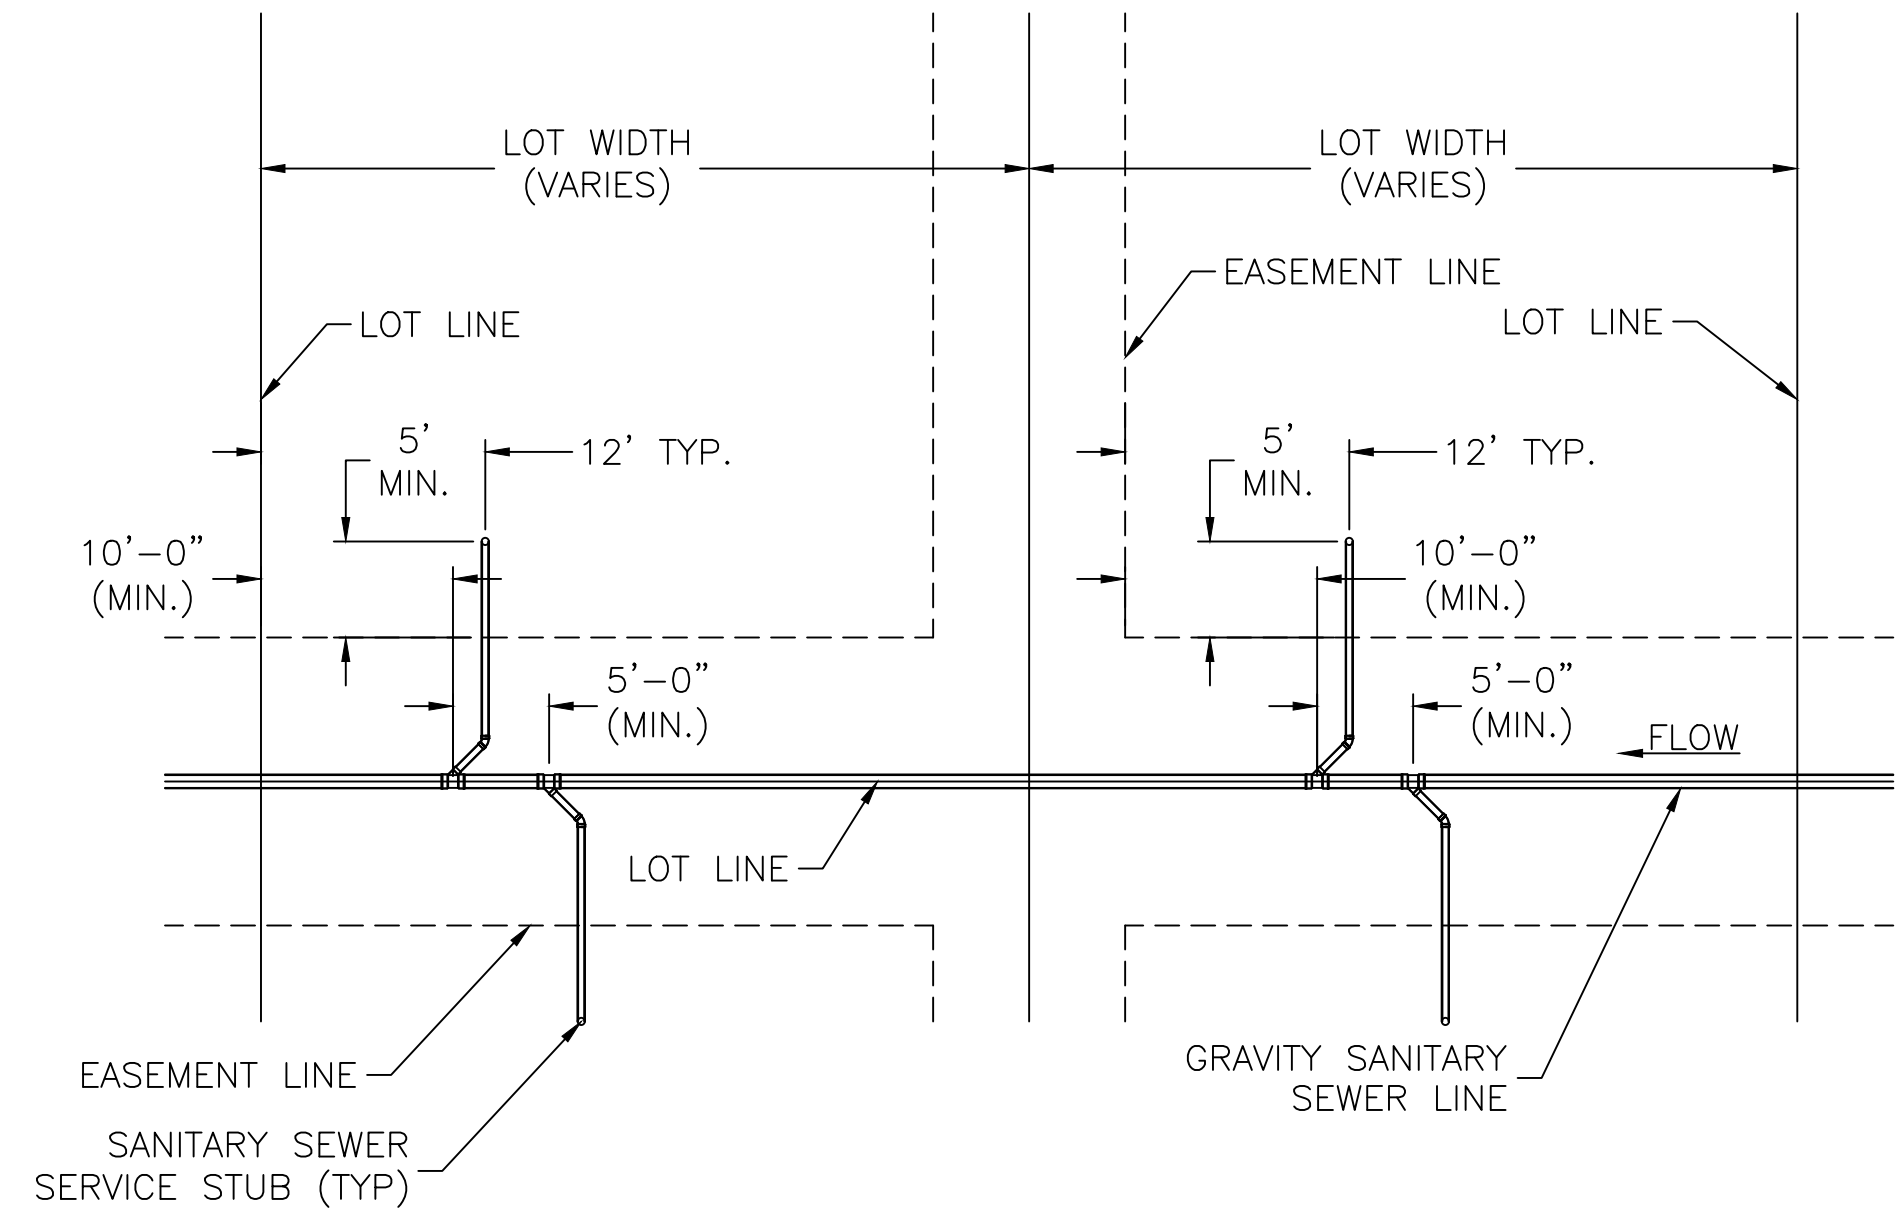 LOT WIDTH
(VARIES)
LOT WIDTH
(VARIES)
EASEMENT LINE
LOT LINE
LOT LINE
5'
MIN.
12' TYP.
5'
MIN.
12' TYP.
10'-0"
(MIN.)
10'-0"
(MIN.)
5'-0"
(MIN.)
5'-0"
(MIN.)
FLOW
LOT LINE
EASEMENT LINE
GRAVITY SANITARY
SEWER LINE
SANITARY SEWER
SERVICE STUB (TYP)